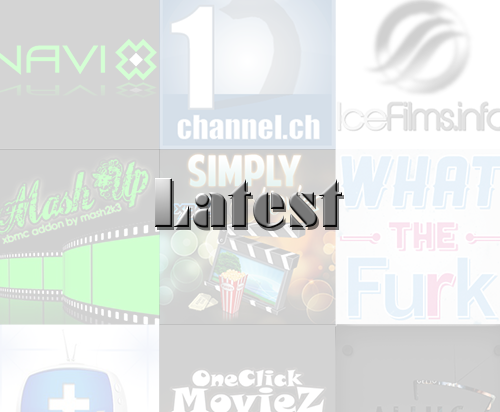 NAVI X
1
channel.ch
IceFilms.info
Mash Up
xbmc addon by mash2k3
SIMPLY
Latest
WHAT
THE
Furk
OneClick
MovieZ